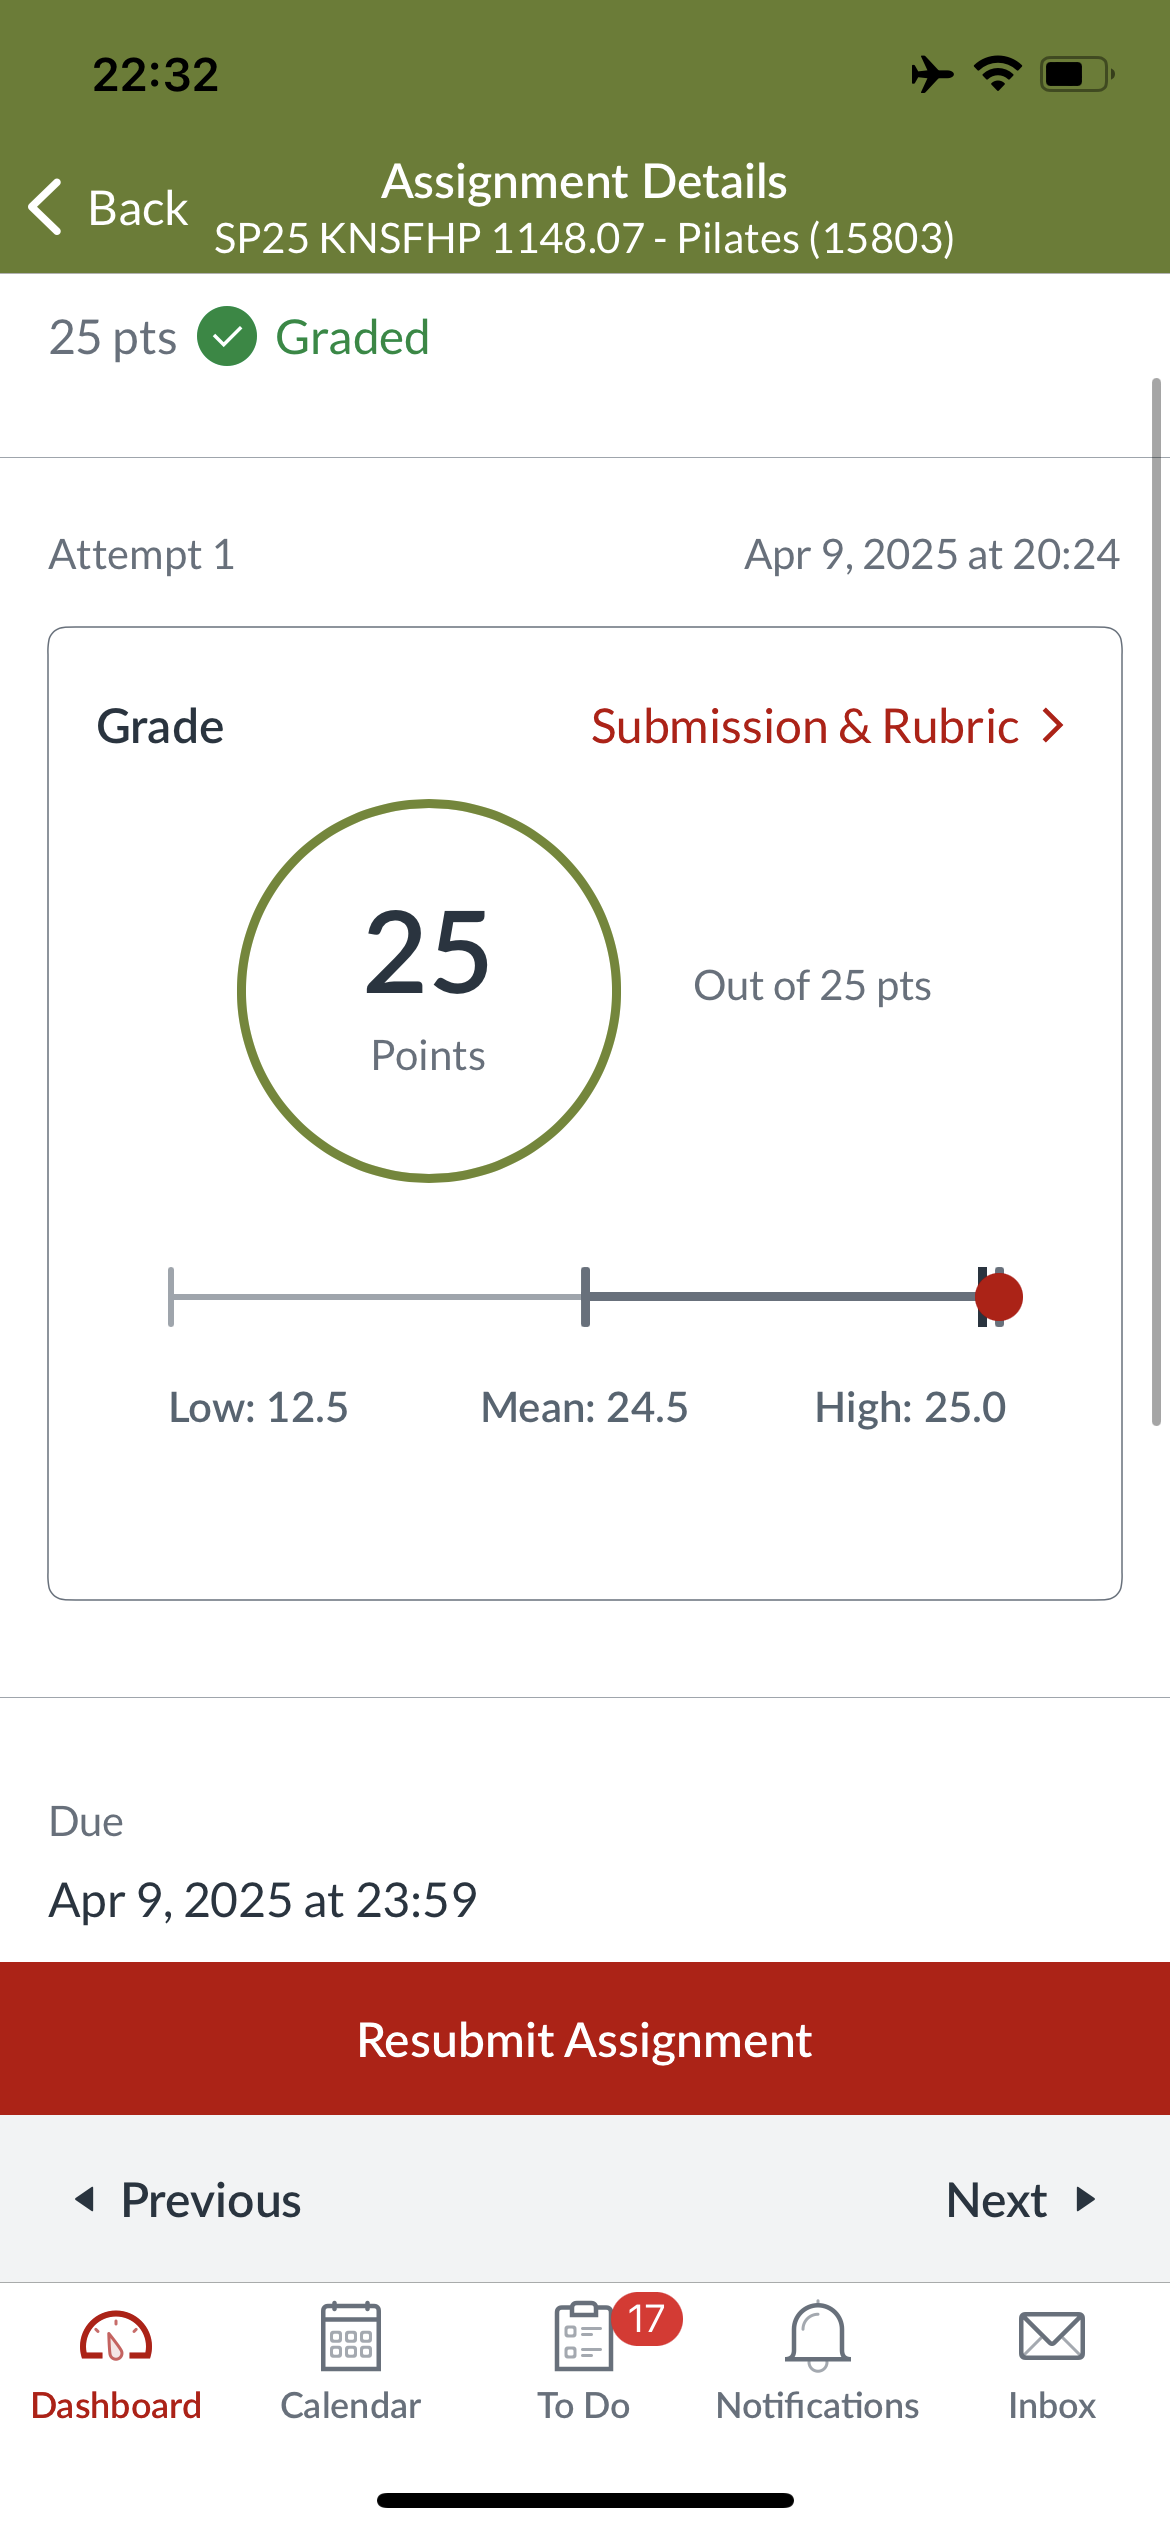 22:32
Back
Assignment Details
SP25 KNSFHP 1148.07 - Pilates (15803)
25 pts Graded
Attempt 1 Apr 9, 2025 at 20:24
Grade Submission & Rubric
25
Points
Out of 25 pts
Low: 12.5 Mean: 24.5 High: 25.0
Due
Apr 9, 2025 at 23:59
Resubmit Assignment
Previous Next
17
Dashboard Calendar To Do Notifications Inbox